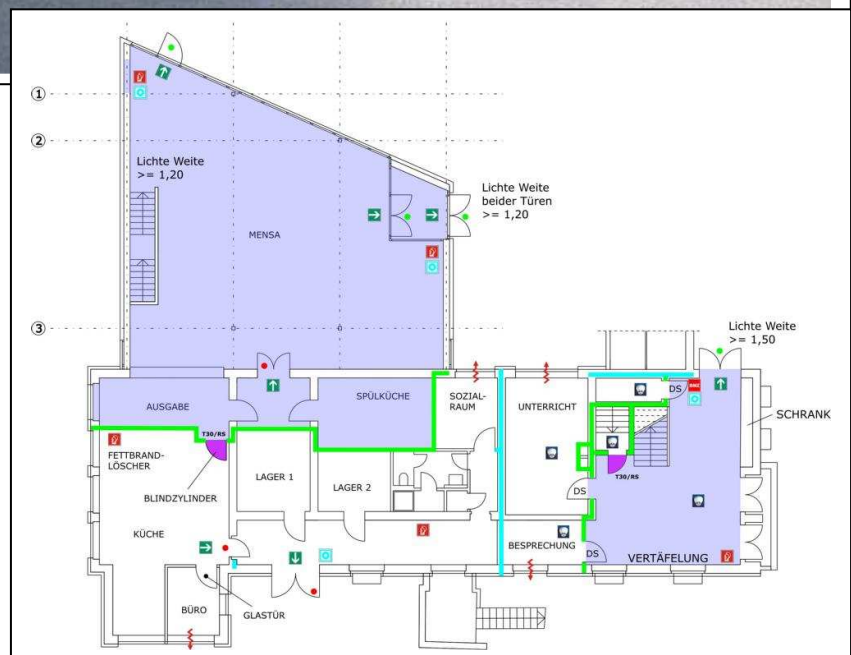 1
2
Lichte Weite
>= 1,20
Lichte Weite
beider Türen
>= 1,20
MENSA
3
Lichte Weite
>= 1,50
AUSGABE
SPÜLKÜCHE
SOZIAL-
RAUM
UNTERRICHT
DS
BMZ
SCHRANK
T30/RS
FETTBRAND-
LÖSCHER
BLINDZYLINDER
LAGER 1
LAGER 2
T30/RS
DS
KÜCHE
BESPRECHUNG
DS
VERTÄFELUNG
BÜRO
GLASTÜR